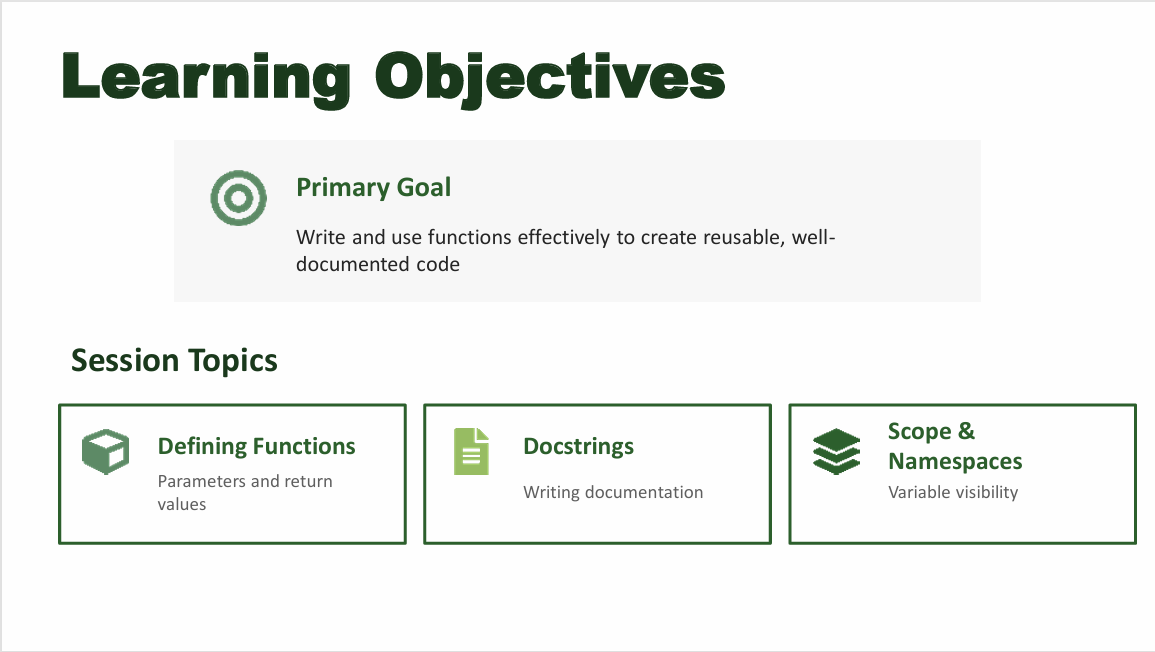 Learning Objectives
Primary Goal
Write and use functions effectively to create reusable, well-
documented code
Session Topics
Defining Functions
Parameters and return
values
Docstrings
Writing documentation
Scope &
Namespaces
Variable visibility